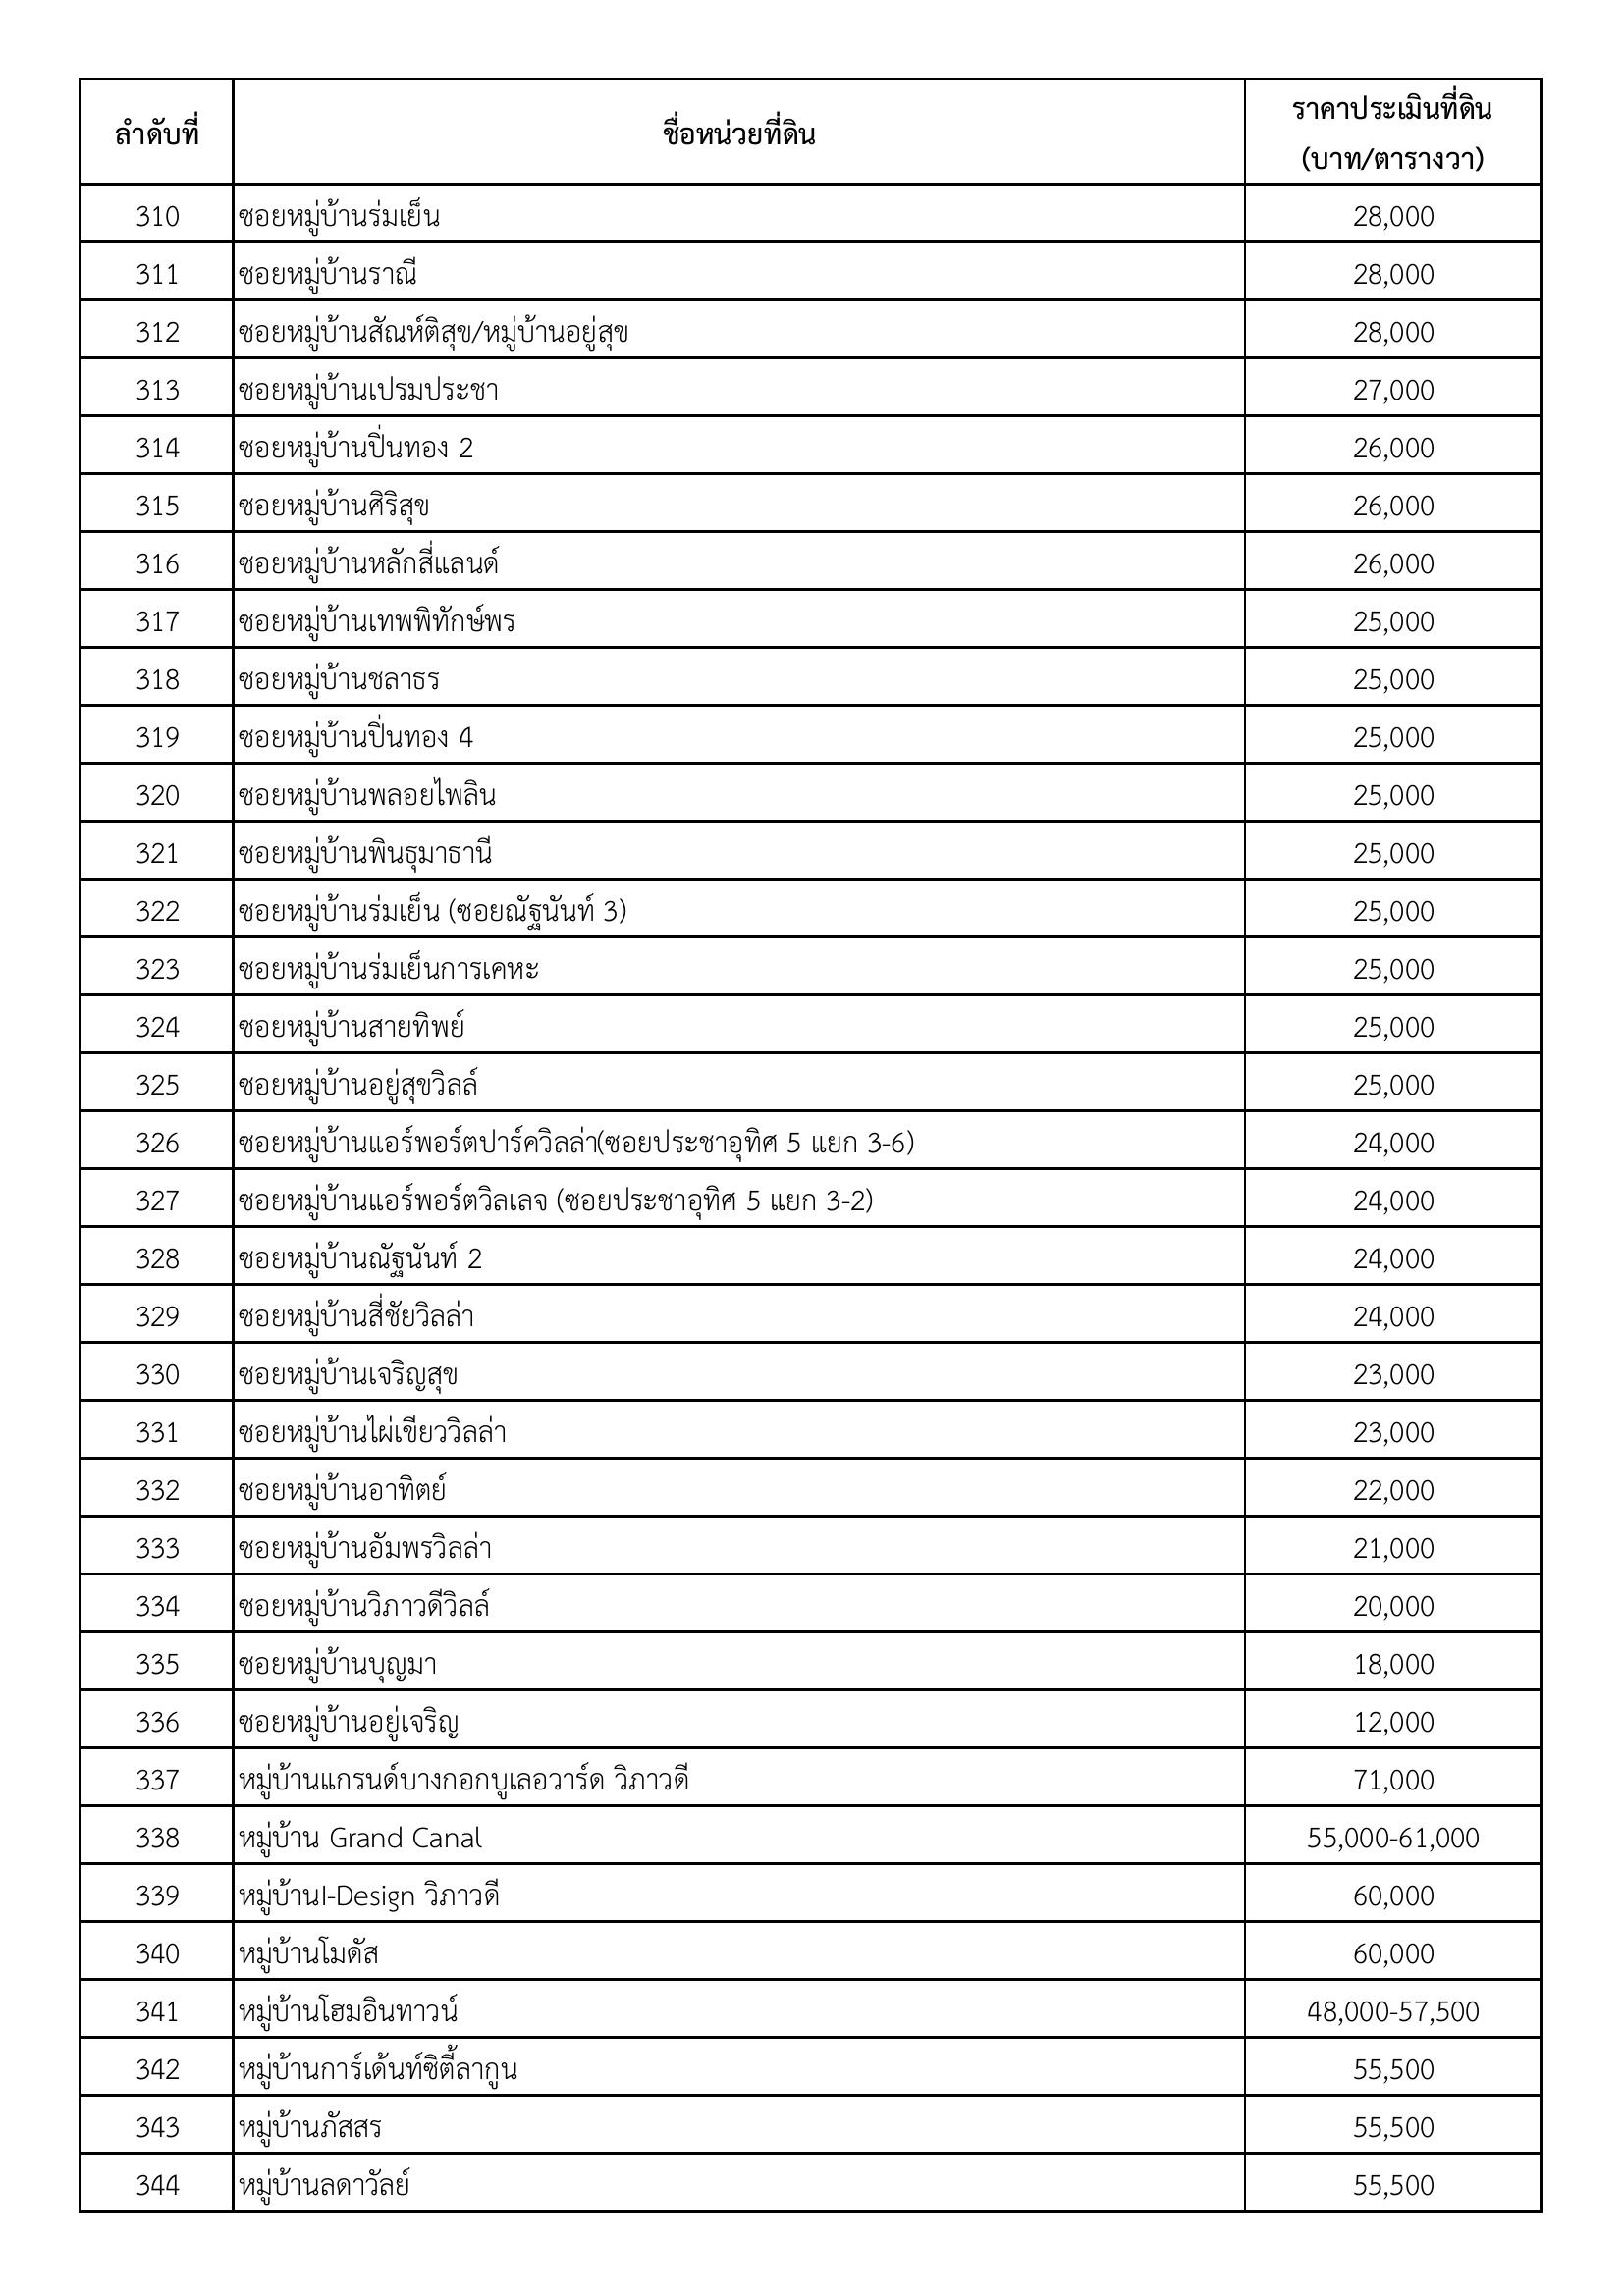 ลำดับที่ ชื่อหน่วยที่ดิน ราคาประเมินที่ดิน
(บาท/ตารางวา)
310 ซอยหมู่บ้านร่มเย็น 28,000
311 ซอยหมู่บ้านราณี 28,000
312 ซอยหมู่บ้านสัณห์ติสุข/หมู่บ้านอยู่สุข 28,000
313 ซอยหมู่บ้านเปรมประชา 27,000
314 ซอยหมู่บ้านปิ่นทอง 2 26,000
315 ซอยหมู่บ้านศิริสุข 26,000
316 ซอยหมู่บ้านหลักสี่แลนด์ 26,000
317 ซอยหมู่บ้านเทพพิทักษ์พร 25,000
318 ซอยหมู่บ้านชลาธร 25,000
319 ซอยหมู่บ้านปิ่นทอง 4 25,000
320 ซอยหมู่บ้านพลอยไพลิน 25,000
321 ซอยหมู่บ้านพินธุมาธานี 25,000
322 ซอยหมู่บ้านร่มเย็น (ซอยณัฐนันท์ 3) 25,000
323 ซอยหมู่บ้านร่มเย็นการเคหะ 25,000
324 ซอยหมู่บ้านสายทิพย์ 25,000
325 ซอยหมู่บ้านอยู่สุขวิลล์ 25,000
326 ซอยหมู่บ้านแอร์พอร์ตปาร์ควิลล่า(ซอยประชาอุทิศ 5 แยก 3-6) 24,000
327 ซอยหมู่บ้านแอร์พอร์ตวิลเลจ (ซอยประชาอุทิศ 5 แยก 3-2) 24,000
328 ซอยหมู่บ้านณัฐนันท์ 2 24,000
329 ซอยหมู่บ้านสี่ชัยวิลล่า 24,000
330 ซอยหมู่บ้านเจริญสุข 23,000
331 ซอยหมู่บ้านไผ่เขียววิลล่า 23,000
332 ซอยหมู่บ้านอาทิตย์ 22,000
333 ซอยหมู่บ้านอัมพรวิลล่า 21,000
334 ซอยหมู่บ้านวิภาวดีวิลล์ 20,000
335 ซอยหมู่บ้านบุญมา 18,000
336 ซอยหมู่บ้านอยู่เจริญ 12,000
337 หมู่บ้านแกรนด์บางกอกบูเลอวาร์ด วิภาวดี 71,000
338 หมู่บ้าน Grand Canal 55,000-61,000
339 หมู่บ้านI-Design วิภาวดี 60,000
340 หมู่บ้านโมดัส 60,000
341 หมู่บ้านโฮมอินทาวน์ 48,000-57,500
342 หมู่บ้านการ์เด้นท์ซิตี้ลากูน 55,500
343 หมู่บ้านภัสสร 55,500
344 หมู่บ้านลดาวัลย์ 55,500